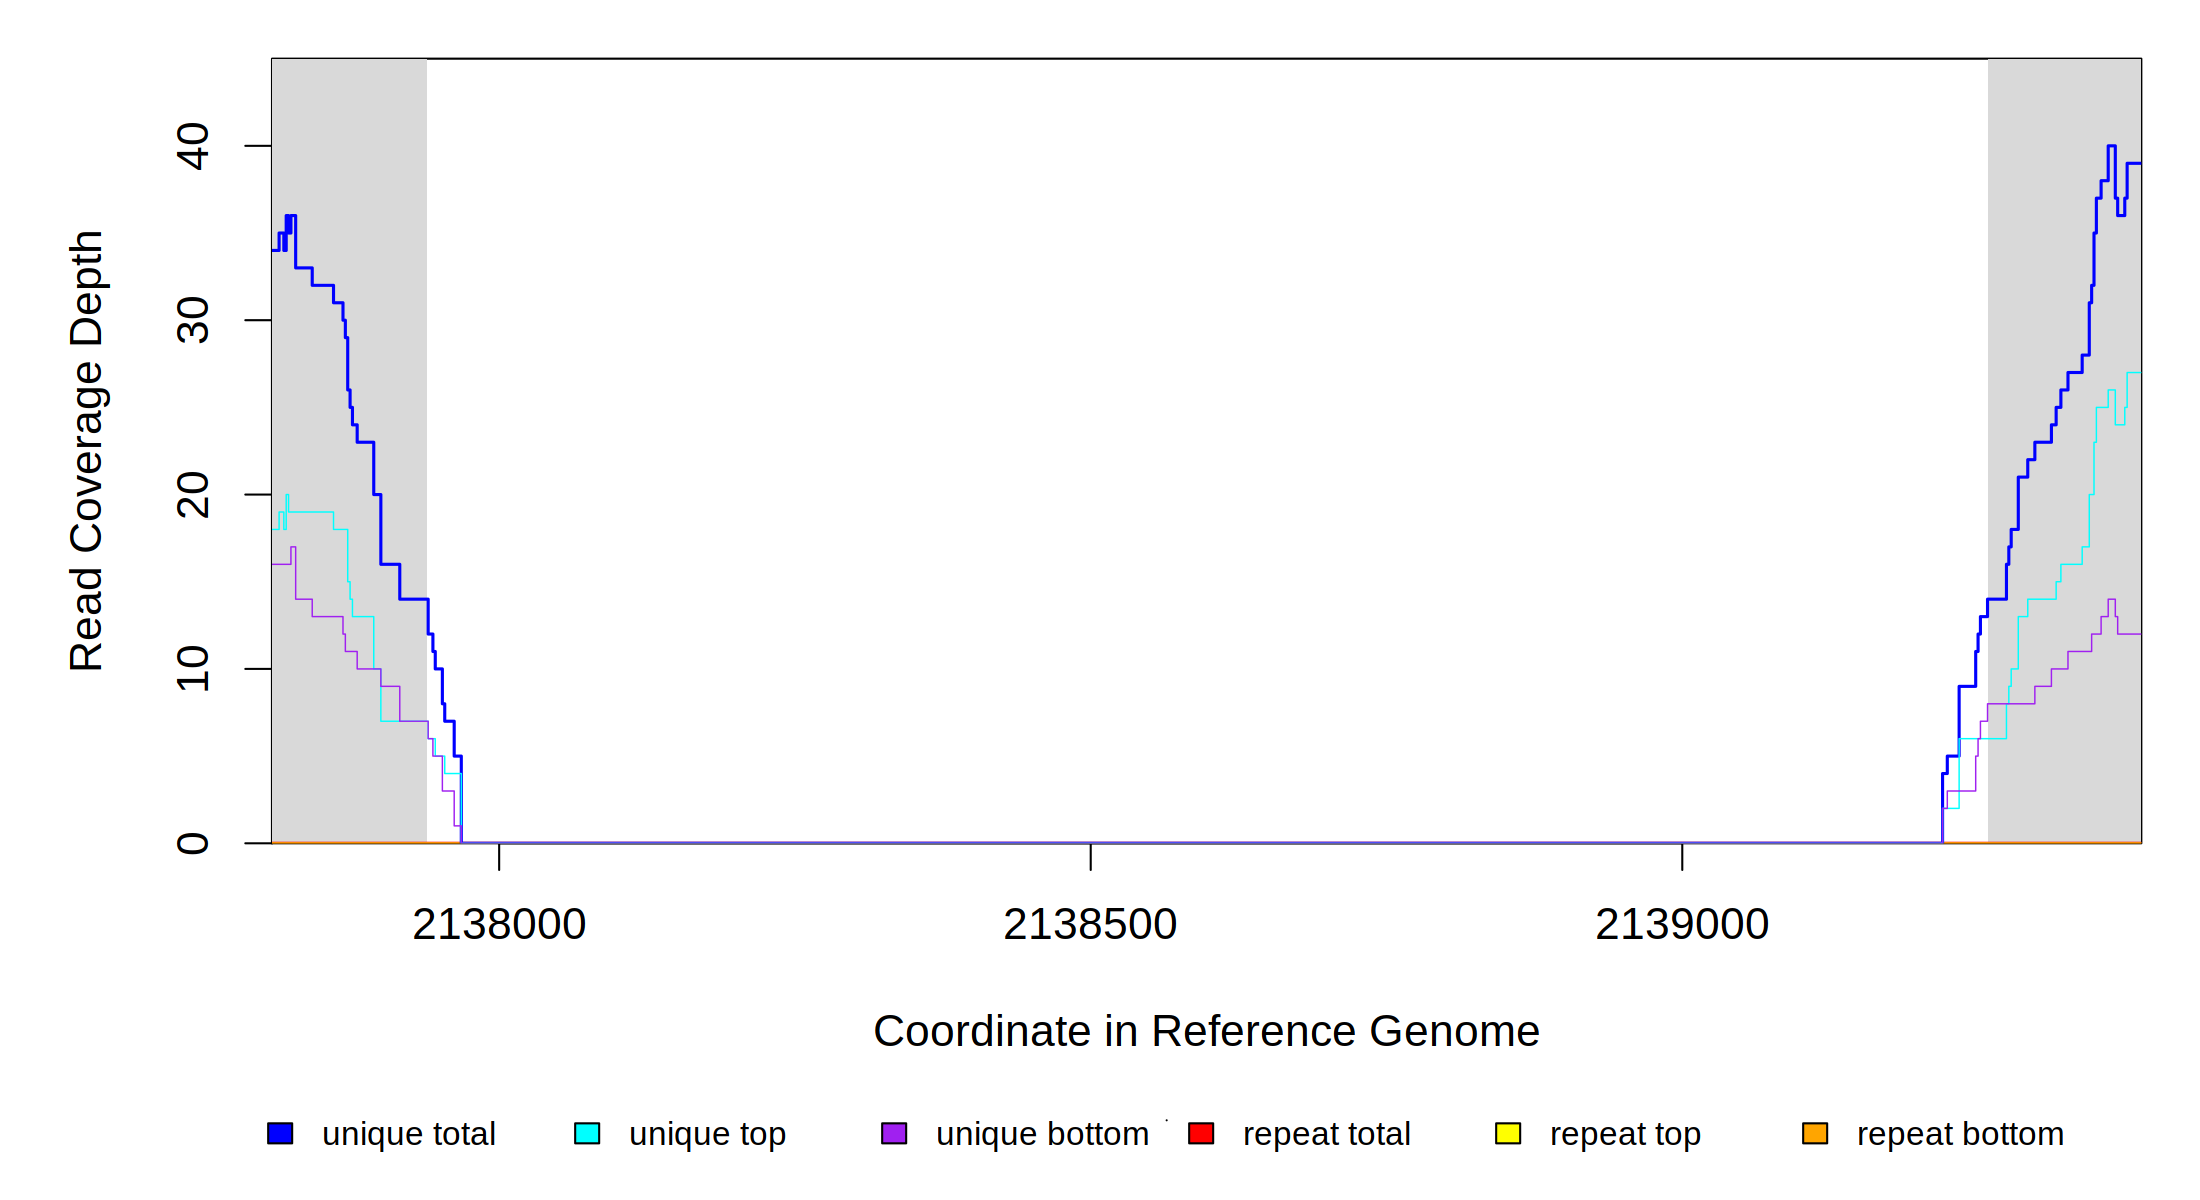 40
30
20
10
0
Read Coverage Depth
2138000 2138500 2139000
Coordinate in Reference Genome
unique total unique top unique bottom repeat total repeat top repeat bottom